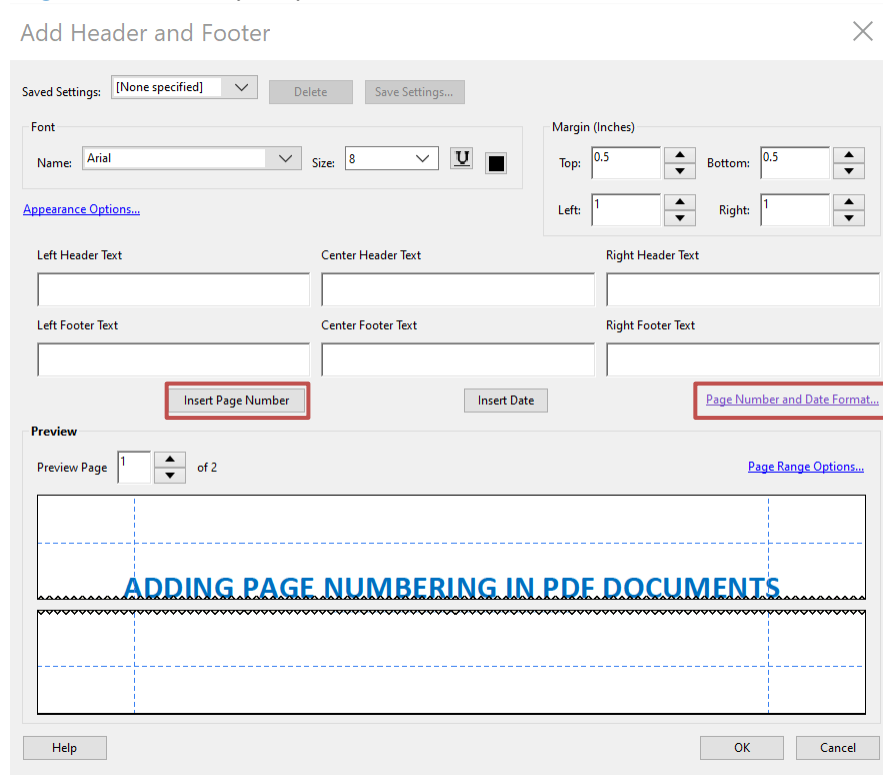 Add Header and Footer
Saved Settings: [None specified] Delete Save Settings...
Font
Name: Arial Size: 8 U
Margin (Inches)
Top: 0.5 Bottom: 0.5
Left: 1 Right: 1
Appearance Options...
Left Header Text Center Header Text Right Header Text
Left Footer Text Center Footer Text Right Footer Text
Insert Page Number Insert Date Page Number and Date Format...
Preview
Preview Page 1 of 2 Page Range Options...
ADDING PAGE NUMBERING IN PDF DOCUMENTS
Help OK Cancel